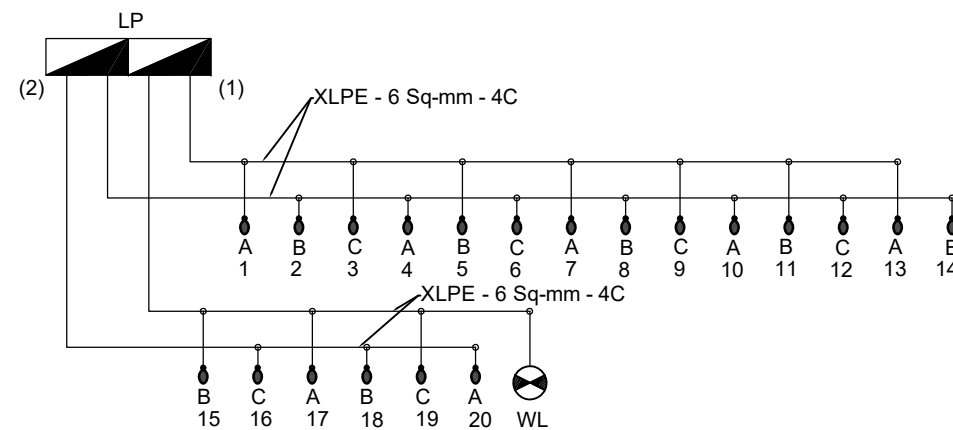 LP
(2)
(1)
XLPE - 6 Sq-mm - 4C
A B C A B C A B C A B C A
1 2 3 4 5 6 7 8 9 10 11 12 13 14
XLPE - 6 Sq-mm - 4C
B C A B C A
15 16 17 18 19 20 WL